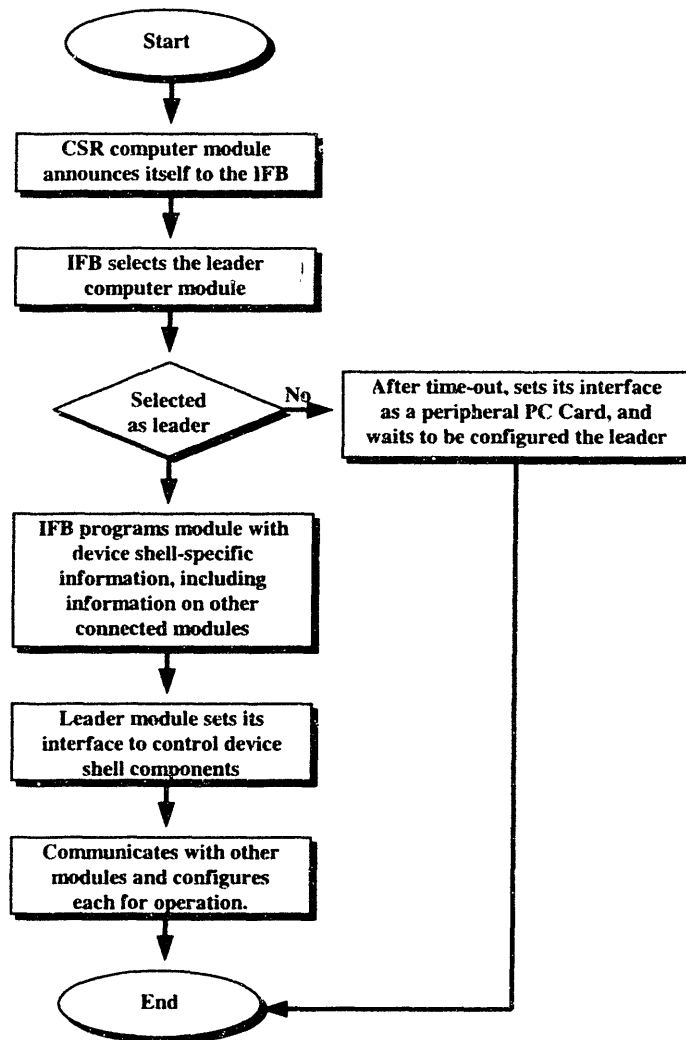 Start
CSR computer module
announces itself to the IFB
IFB selects the leader
computer module
Selected
as leader
No
After time-out, sets its interface
as a peripheral PC Card, and
waits to be configured the leader
IFB programs module with
device shell-specific
information, including
information on other
connected modules
Leader module sets its
interface to control device
shell components
Communicates with other
modules and configures
each for operation.
End